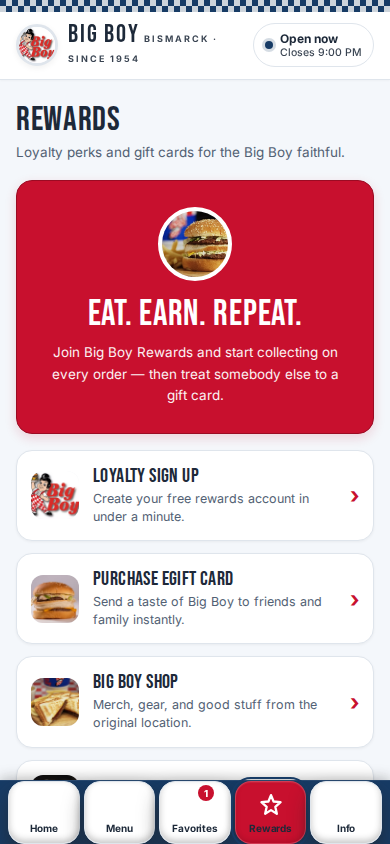 BIG BOY BISMARCK ·
SINCE 1954
Open now
Closes 9:00 PM
REWARDS
Loyalty perks and gift cards for the Big Boy faithful.
EAT. EARN. REPEAT.
Join Big Boy Rewards and start collecting on
every order — then treat somebody else to a
gift card.
Big
Boy
LOYALTY SIGN UP
Create your free rewards account in
under a minute.
PURCHASE EGIFT CARD
Send a taste of Big Boy to friends and
family instantly.
BIG BOY SHOP
Merch, gear, and good stuff from the
original location.
Home
Menu
1
Favorites
Rewards
Info